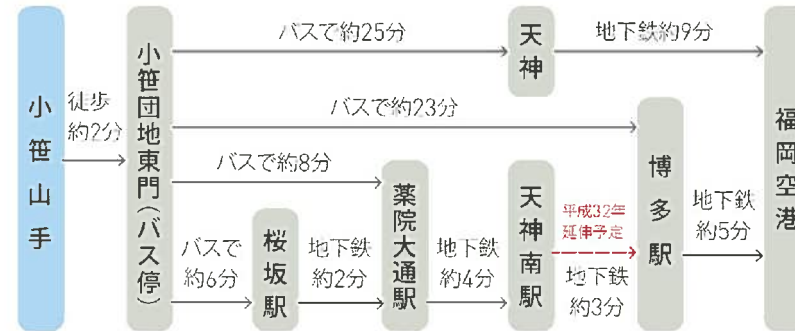 小笹山手
徒歩
約2分
小笹団地東門(バス停)
バスで約25分
天神
地下鉄約9分
福岡空港
バスで約23分
博多駅
バスで約8分
薬院大通駅
バスで
約6分
桜坂駅
地下鉄
約2分
地下鉄
約4分
天神南駅
平成32年
延伸予定
地下鉄
約3分
地下鉄
約5分